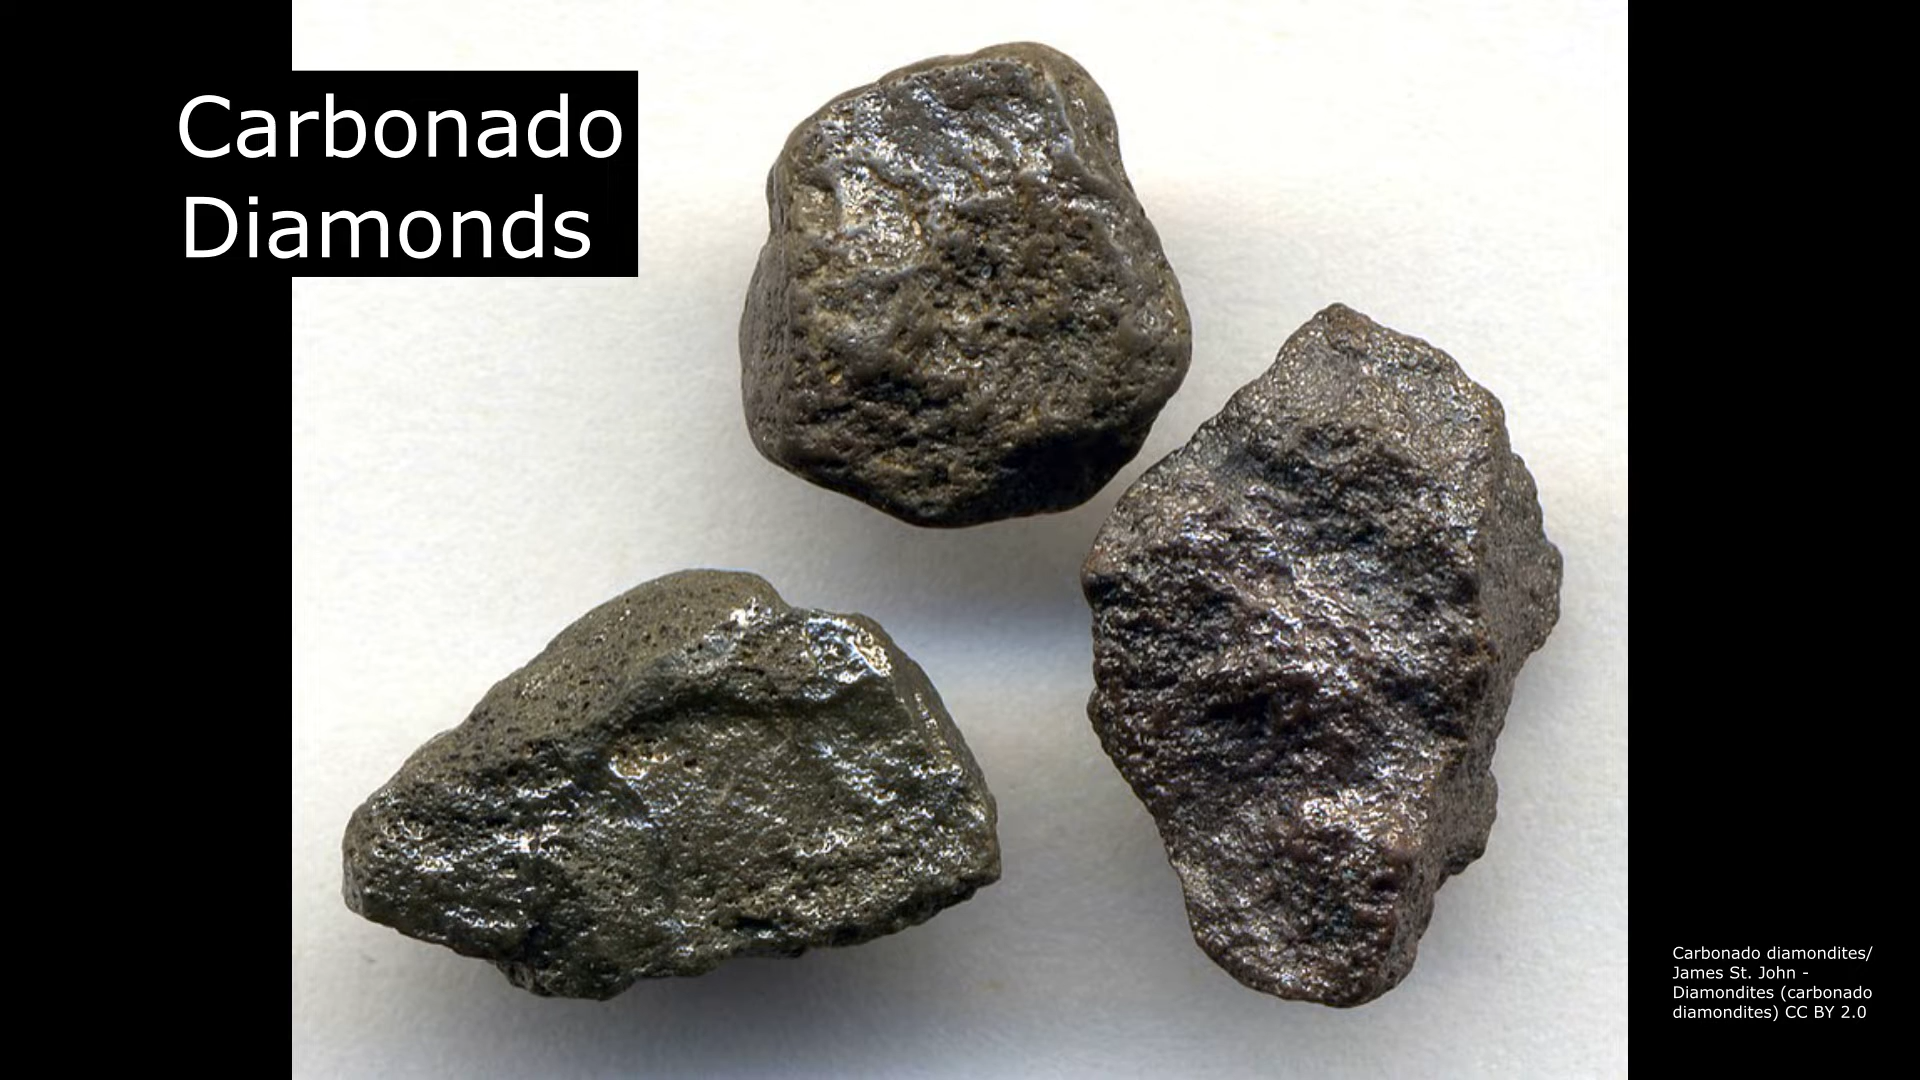 Carbonado
Diamonds
Carbonado diamondites/
James St. John -
Diamondites (carbonado
diamondites) CC BY 2.0